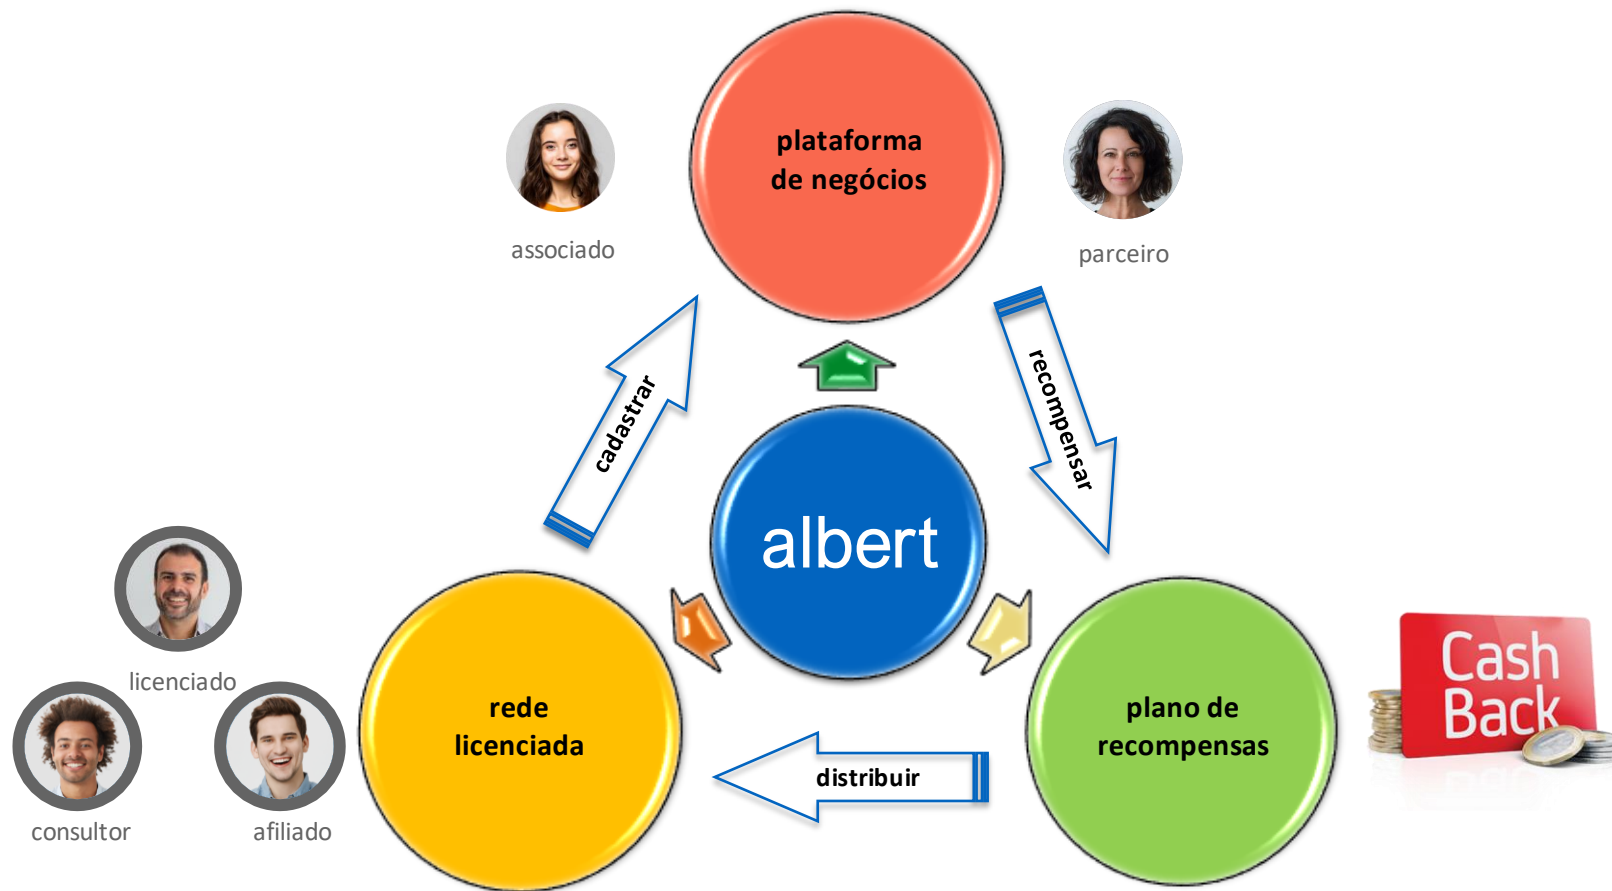 plataforma
de negócios
associado
parceiro
cadastrar
recompensar
albert
licenciado
rede
licenciada
plano de
recompensas
Cash
Back
distribuir
consultor
afiliado